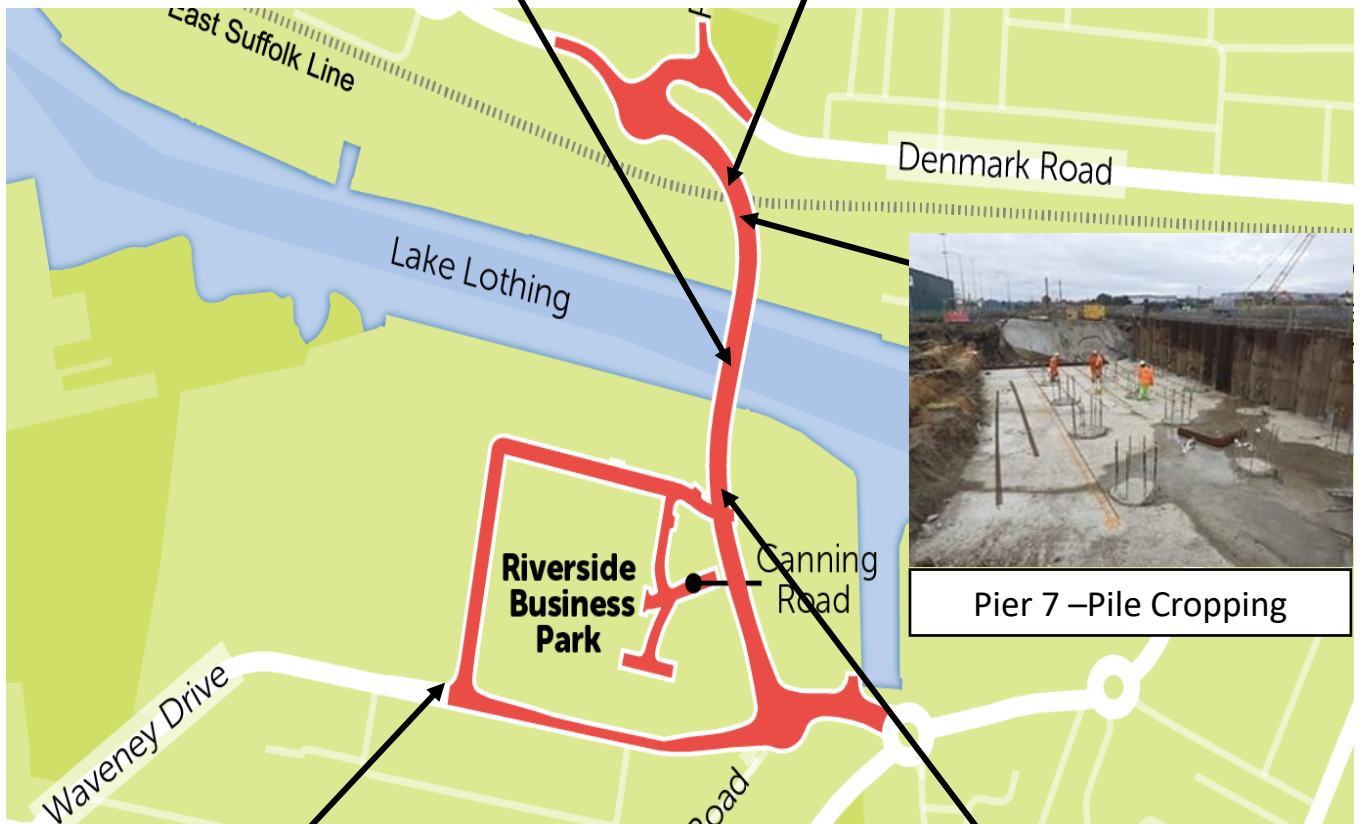 East Suffolk Line
Denmark Road
Lake Lothing
Riverside
Business
Park
Canning
Road
Pier 7 –Pile Cropping
Waveney Drive
Road